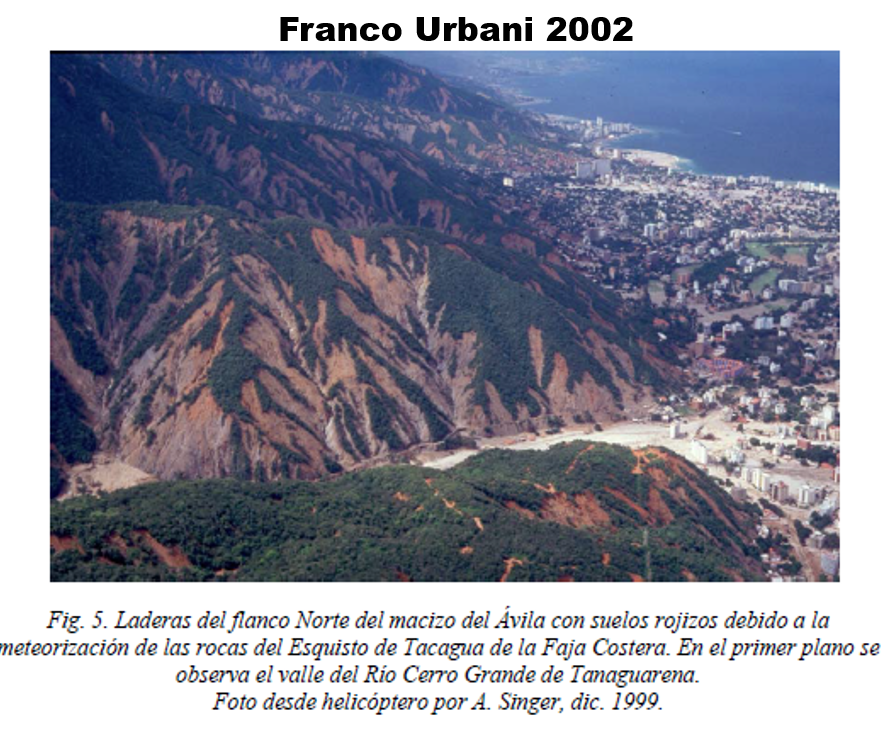 Franco Urbani 2002
Fig. 5. Laderas del flanco Norte del macizo del Ávila con suelos rojizos debido a la
meteorización de las rocas del Esquisto de Tacagua de la Faja Costera. En el primer plano se
observa el valle del Río Cerro Grande de Tanaguarena.
Foto desde helicóptero por A. Singer, dic. 1999.